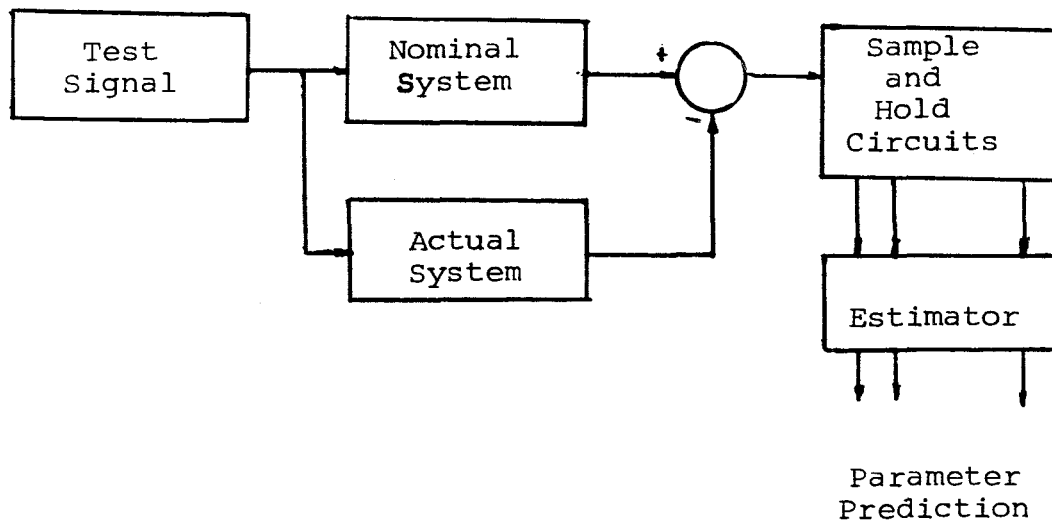 Test
Signal
Nominal
System
+
-
Sample
and
Hold
Circuits
Actual
System
Estimator
Parameter
Prediction